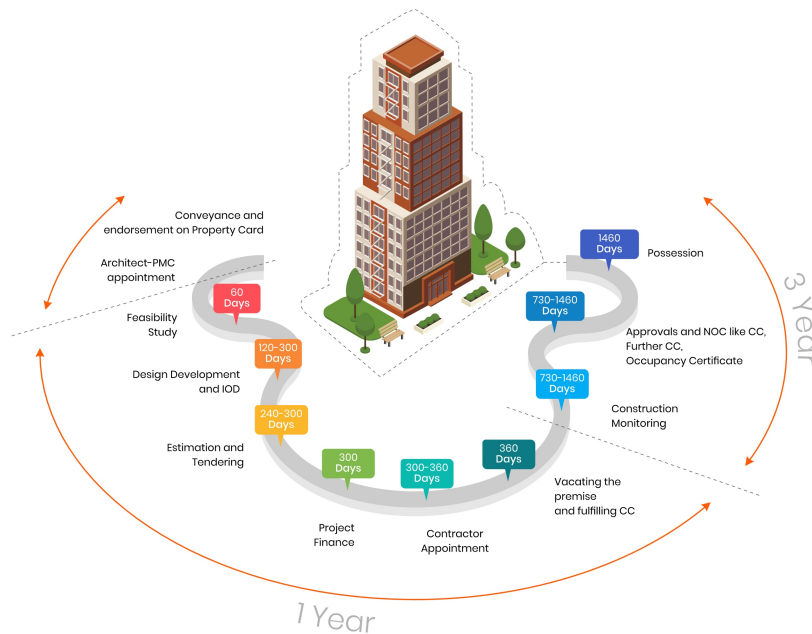 Conveyance and
endorsement on Property Card
Architect-PMC
appointment
60
Days
Feasibility
Study
120-300
Days
Design Development
and IOD
240-300
Days
Estimation and
Tendering
300
Days
Project
Finance
300-360
Days
Contractor
Appointment
360
Days
Vacating the
premise
and fulfilling CC
730-1460
Days
Construction
Monitoring
730-1460
Days
Approvals and NOC like CC,
Further CC,
Occupancy Certificate
1460
Days
Possession
1 Year
3 Year